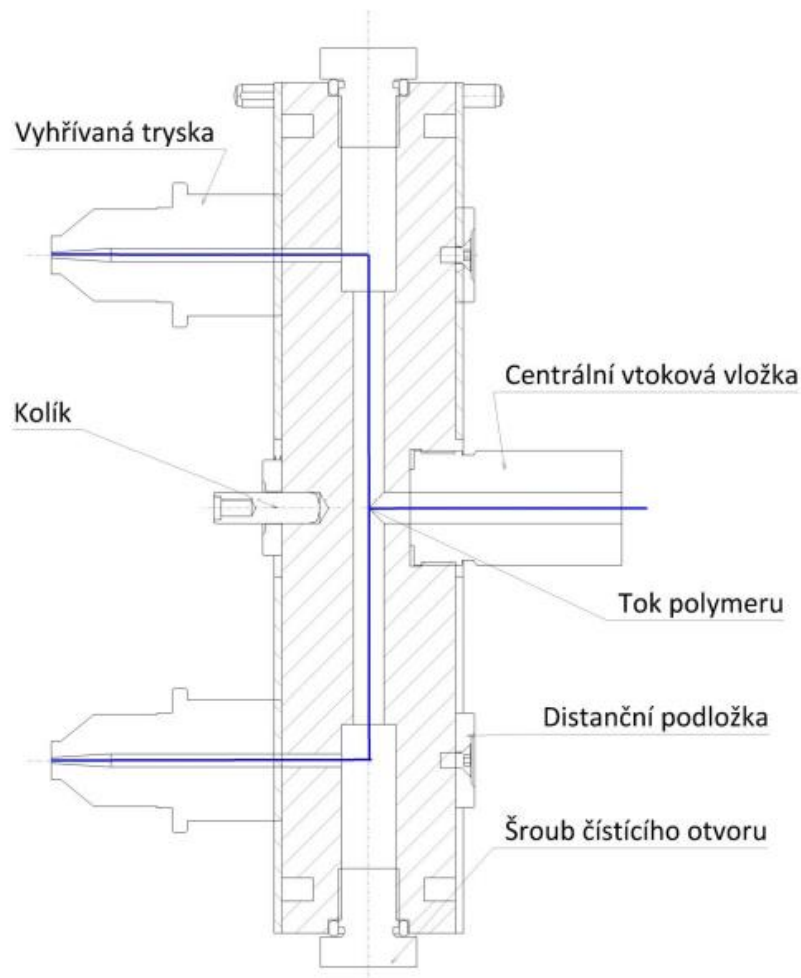 Vyhřívaná tryska
Centrální vtoková vložka
Kolík
Tok polymeru
Distanční podložka
Šroub čístícího otvoru